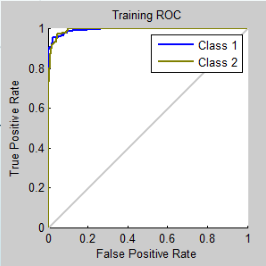 Training ROC
Class 1
Class 2
True Positive Rate
1
0.8
0.6
0.4
0.2
0
0
0.2
0.4
0.6
0.8
1
False Positive Rate